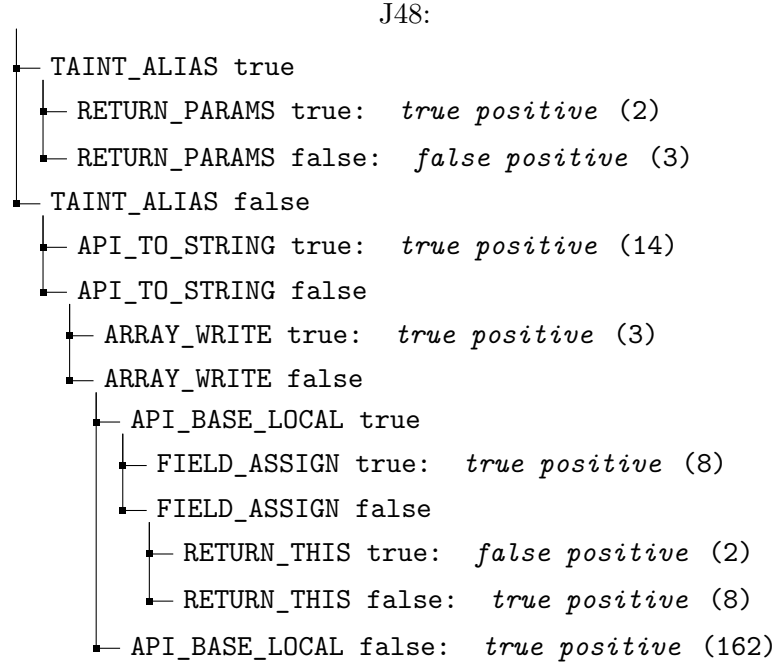 J48:
TAINT_ALIAS true
RETURN_PARAMS true: true positive (2)
RETURN_PARAMS false: false positive (3)
TAINT_ALIAS false
API_TO_STRING true: true positive (14)
API_TO_STRING false
ARRAY_WRITE true: true positive (3)
ARRAY_WRITE false
API_BASE_LOCAL true
FIELD_ASSIGN true: true positive (8)
FIELD_ASSIGN false
RETURN_THIS true: false positive (2)
RETURN_THIS false: true positive (8)
API_BASE_LOCAL false: true positive (162)